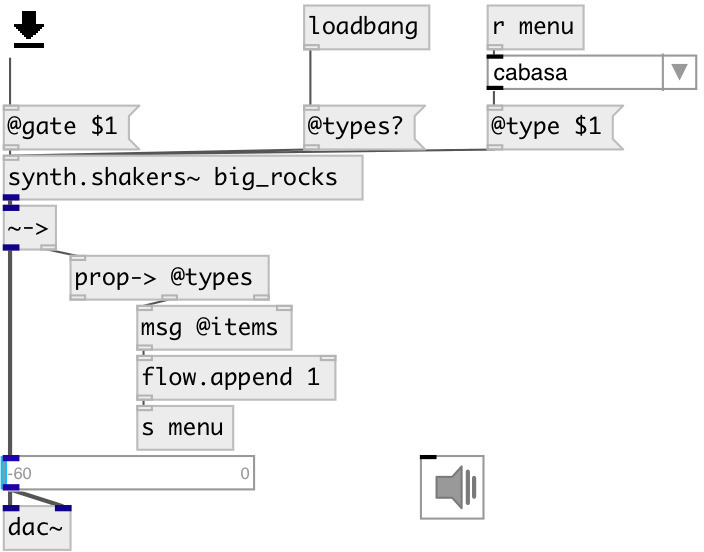 loadbang
r menu
cabasa
@gate $1
@types?
@type $1
synth.shakers~ big_rocks
~->
prop-> @types
msg @items
flow.append 1
s menu
-60
0
dac~